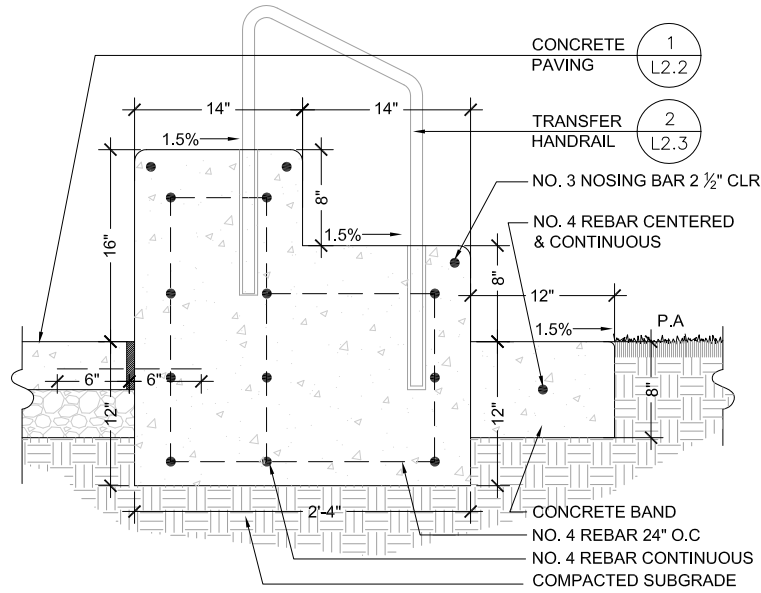 CONCRETE
PAVING
1
L2.2
14"
14"
TRANSFER
HANDRAIL
2
L2.3
1.5%
NO. 3 NOSING BAR 2 ½" CLR
8"
NO. 4 REBAR CENTERED
& CONTINUOUS
1.5%
16"
8"
12"
P.A
1.5%
6"
6"
12"
12"
8"
2'-4"
CONCRETE BAND
NO. 4 REBAR 24" O.C
NO. 4 REBAR CONTINUOUS
COMPACTED SUBGRADE